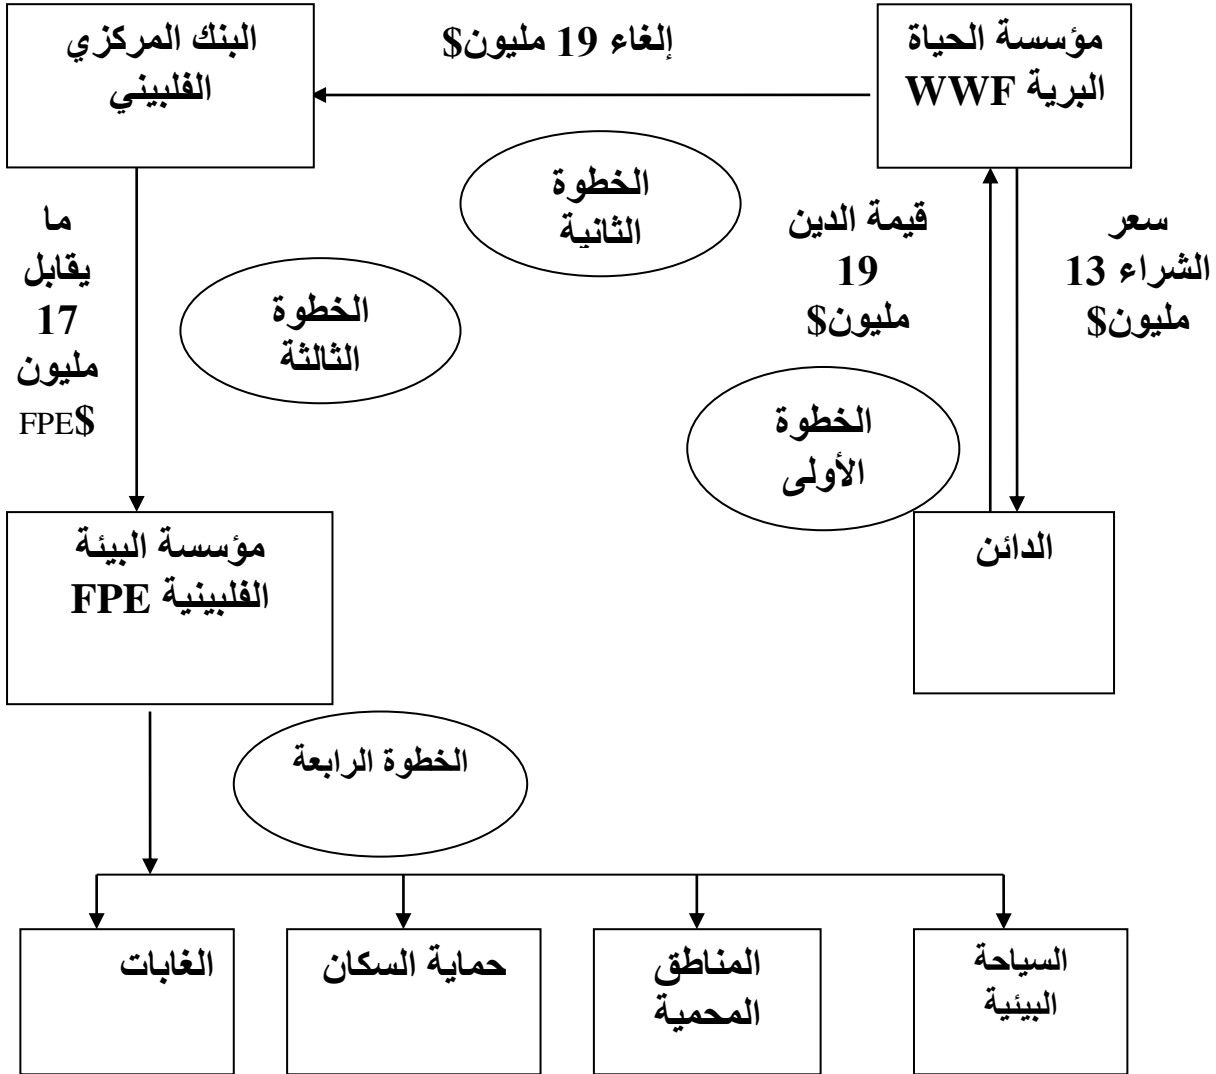 مؤسسة الحياة
البرية WWF
إلغاء 19 مليون$
البنك المركزي
الفلبيني
الخطوة
الثانية
سعر
الشراء 13
مليون$
قيمة الدين
19
مليون$
ما
يقابل
17
مليون
$FPE
الخطوة
الثالثة
الخطوة
الأولى
الدائن
مؤسسة البيئة
الفلبينية FPE
الخطوة الرابعة
السياحة
البيئية
المناطق
المحمية
حماية السكان
الغابات